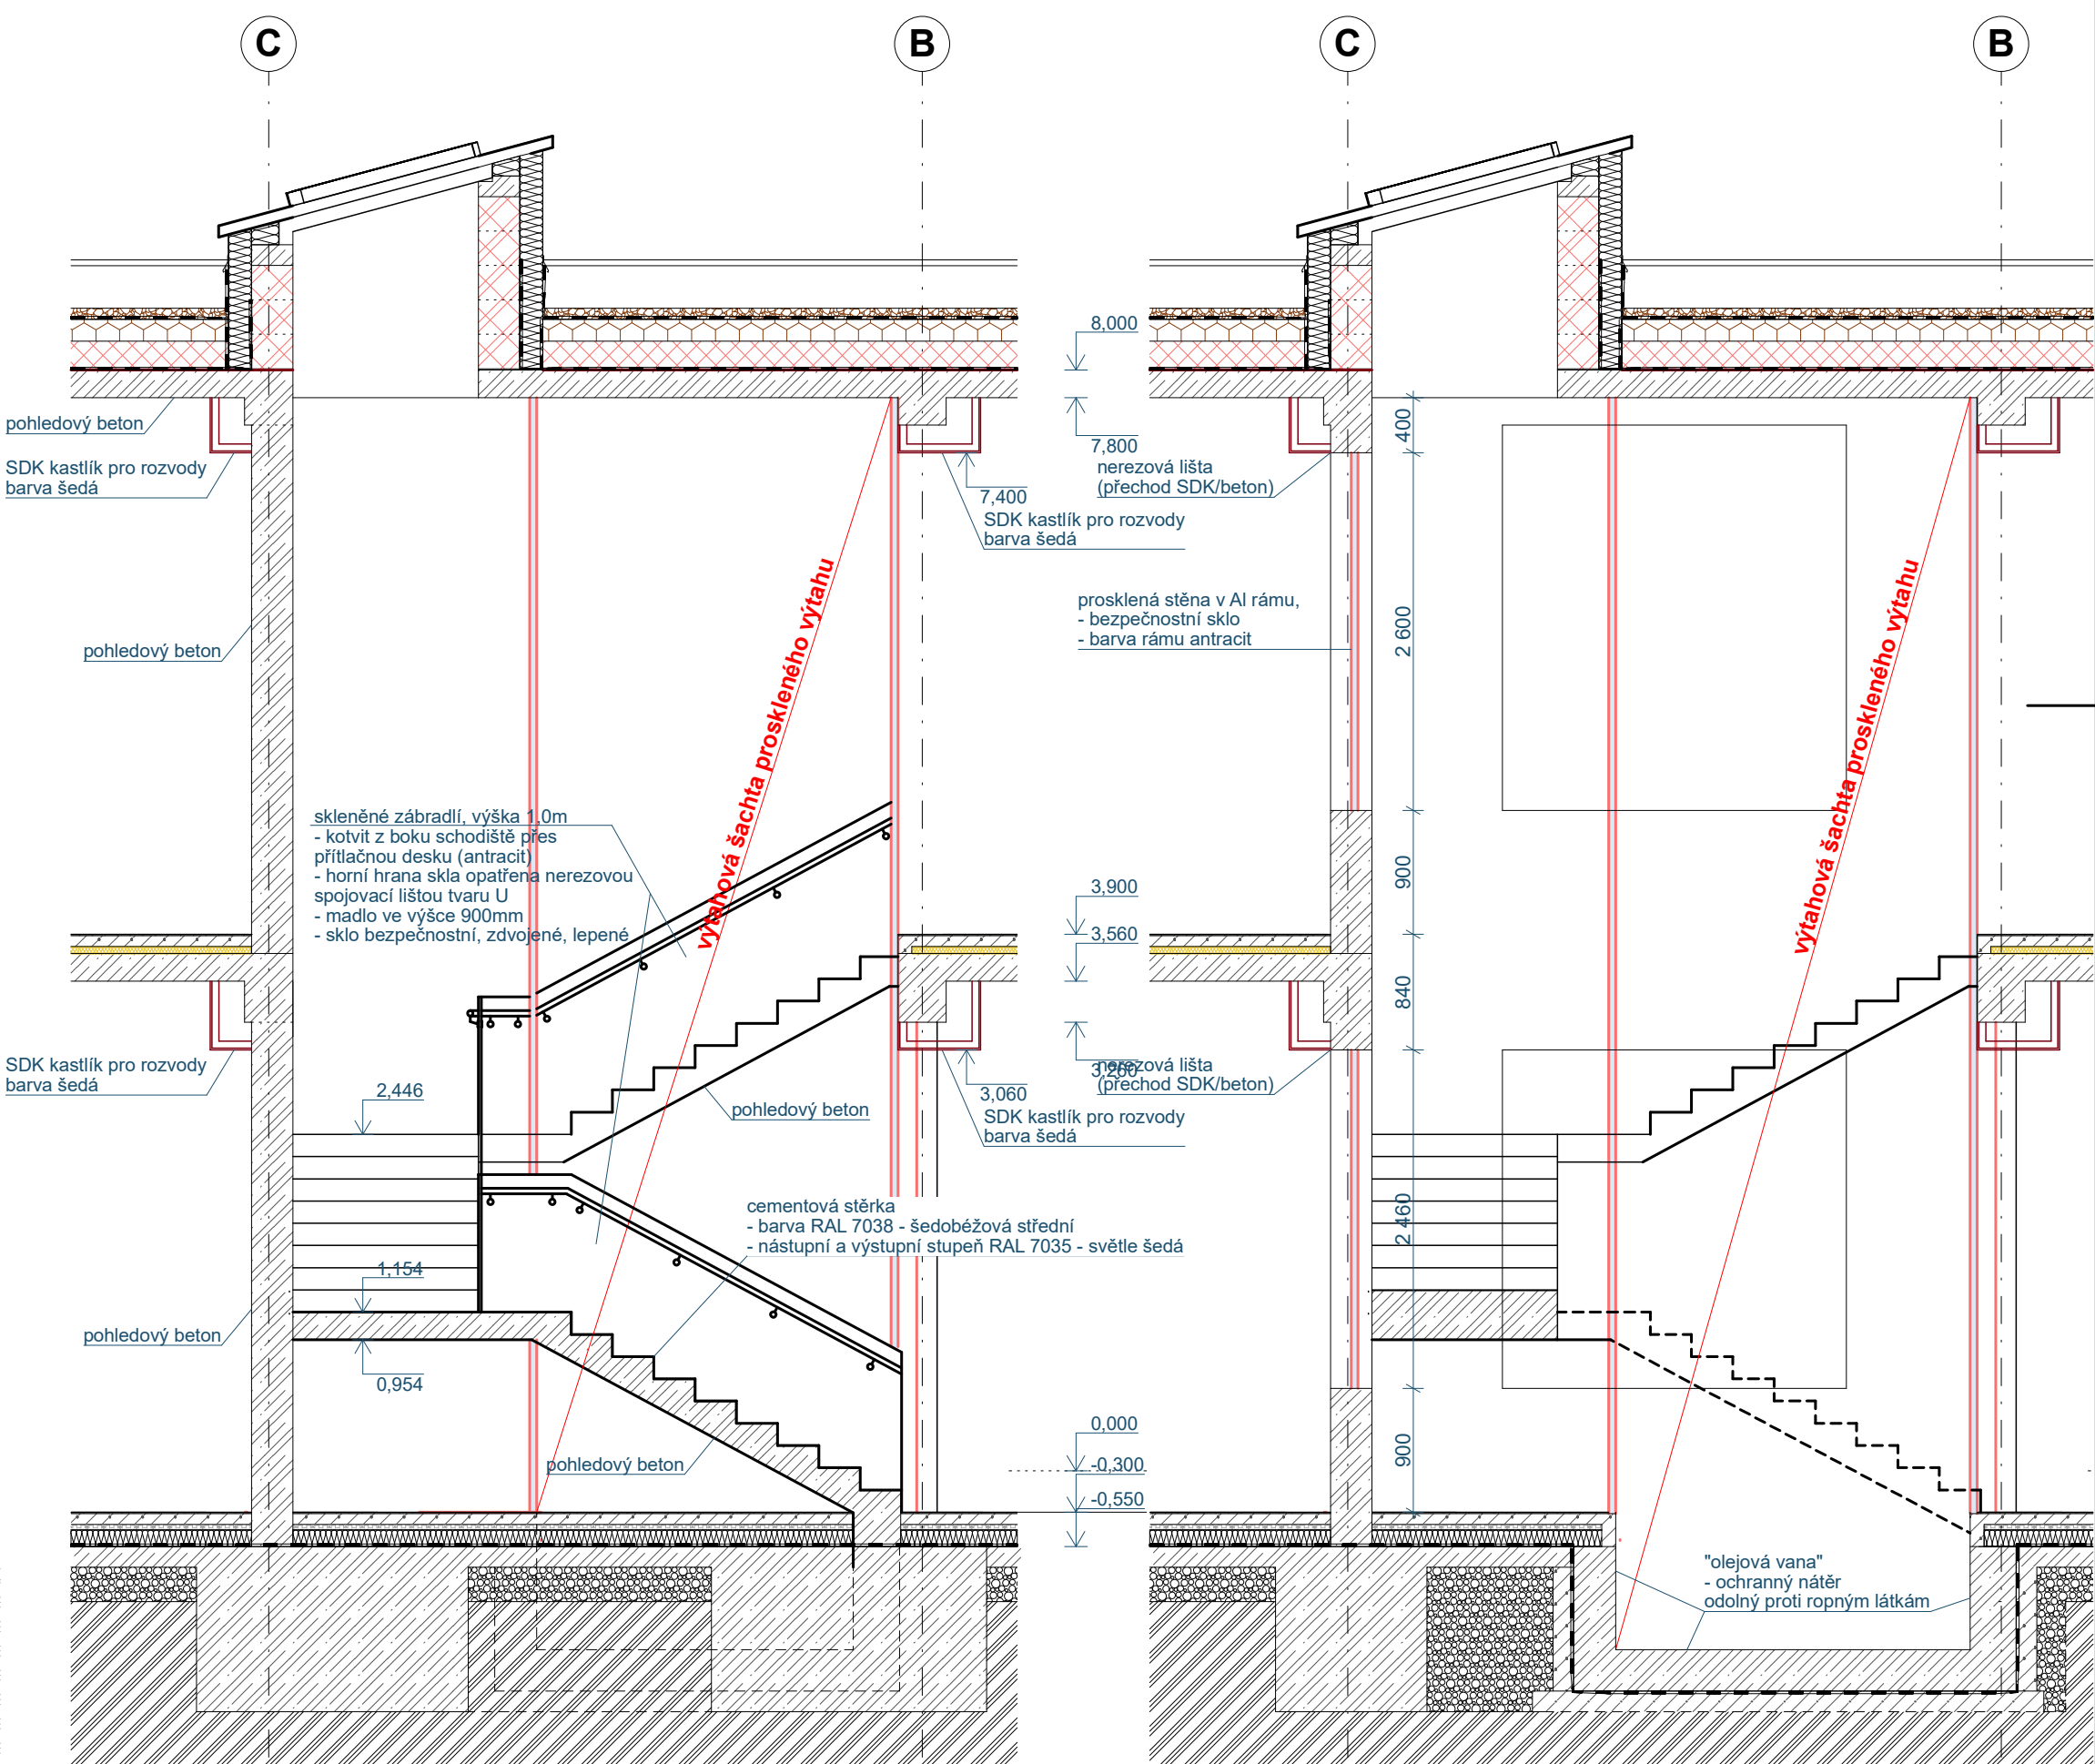 C
B
C
B
pohledový beton
SDK kastlík pro rozvody
barva šedá
pohledový beton
8,000
7,800
7,400
SDK kastlík pro rozvody
barva šedá
nerezová lišta
(přechod SDK/beton)
prosklená stěna v Al rámu,
- bezpečnostní sklo
- barva rámu antracit
výtahová šachta proskleného výtahu
skleněné zábradlí, výška 1,0m
- kotvit z boku schodiště přes
přítlačnou desku (antracit)
- horní hrana skla opatřena nerezovou
spojovací lištou tvaru U
- madlo ve výšce 900mm
- sklo bezpečnostní, zdvojené, lepené
3,900
3,560
3,260
nerezová lišta
(přechod SDK/beton)
3,060
SDK kastlík pro rozvody
barva šedá
SDK kastlík pro rozvody
barva šedá
2,446
pohledový beton
cementová stěrka
- barva RAL 7038 - šedobéžová střední
- nástupní a výstupní stupeň RAL 7035 - světle šedá
1,154
pohledový beton
0,954
pohledový beton
0,000
-0,300
-0,550
400
2 600
900
840
2 460
900
výtahová šachta proskleného výtahu
"olejová vana"
- ochranný nátěr
odolný proti ropným látkám